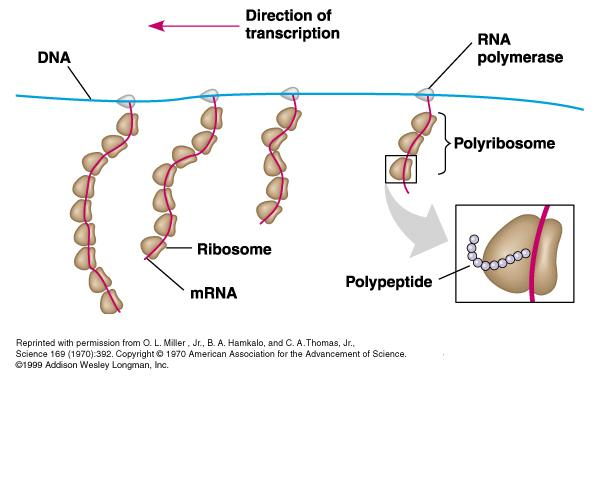 Direction of
transcription
DNA
RNA
polymerase
Polyribosome
Ribosome
mRNA
Polypeptide
Reprinted with permission from O. L. Miller , Jr., B. A. Hamkalo, and C. A.Thomas, Jr.,
Science 169 (1970):392. Copyright © 1970 American Association for the Advancement of Science.
©1999 Addison Wesley Longman, Inc.